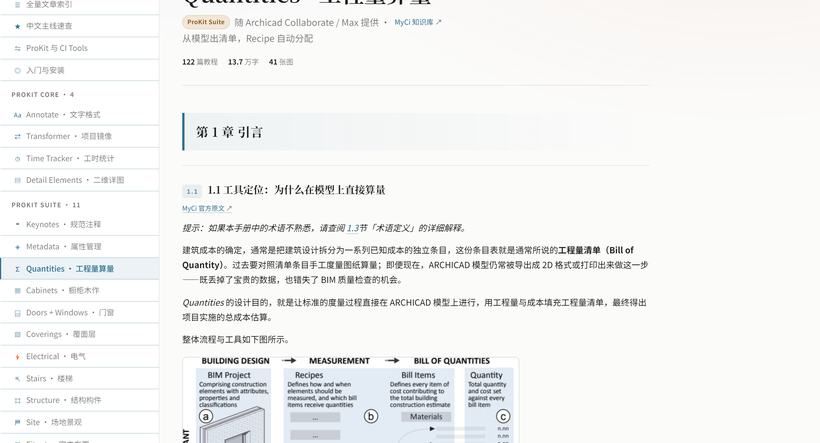 全量文章索引
中文主线速查
ProKit 与 CI Tools
入门与安装
PROKIT CORE • 4
Annotate • 文字格式
Transformer • 项目镜像
Time Tracker • 工时统计
Detail Elements • 二维详图
PROKIT SUITE • 11
Keynotes • 规范注释
Metadata • 属性管理
Quantities • 工程量算量
Cabinets • 橱柜木作
Doors + Windows • 门窗
Coverings • 覆面层
Electrical • 电气
Stairs • 楼梯
Structure • 结构构件
Site • 场地景观
ProKit Suite 随 Archicad Collaborate / Max 提供 • MyCi 知识库 ↗
从模型出清单，Recipe 自动分配
122 篇教程 13.7 万字 41 张图
第 1 章 引言
1.1 1.1 工具定位：为什么在模型上直接算量
MyCi 官方原文 ↗
提示：如果本手册中的术语不熟悉，请查阅 1.3节「术语定义」的详细解释。
建筑成本的确定，通常是把建筑设计拆分为一系列已知成本的独立条目，这份条目表就是通常所说的工程量清单（Bill of
Quantity）。过去要对照清单条目手工度量图纸算量；即便现在，ARCHICAD 模型仍常被导出成 2D 格式或打印出来做这一步
——既丢掉了宝贵的数据，也错失了 BIM 质量检查的机会。
Quantities 的设计目的，就是让标准的度量过程直接在 ARCHICAD 模型上进行，用工程量与成本填充工程量清单，最终得出
项目实施的总成本估算。
整体流程与工具如下图所示。
BUILDING DESIGN → MEASUREMENT → BILL OF QUANTITIES
BIM Project
Comprising construction
elements with attributes,
properties and
classifications
a
Recipes
Defines how and when
elements should be
measured, and which bill
items receive quantities
...
...
b
Bill Items
Defines every item of
cost contributing to
the total building
construction estimate
Materials
Quantity
Total quantity
and cost set
against every
bill item
c
0.00